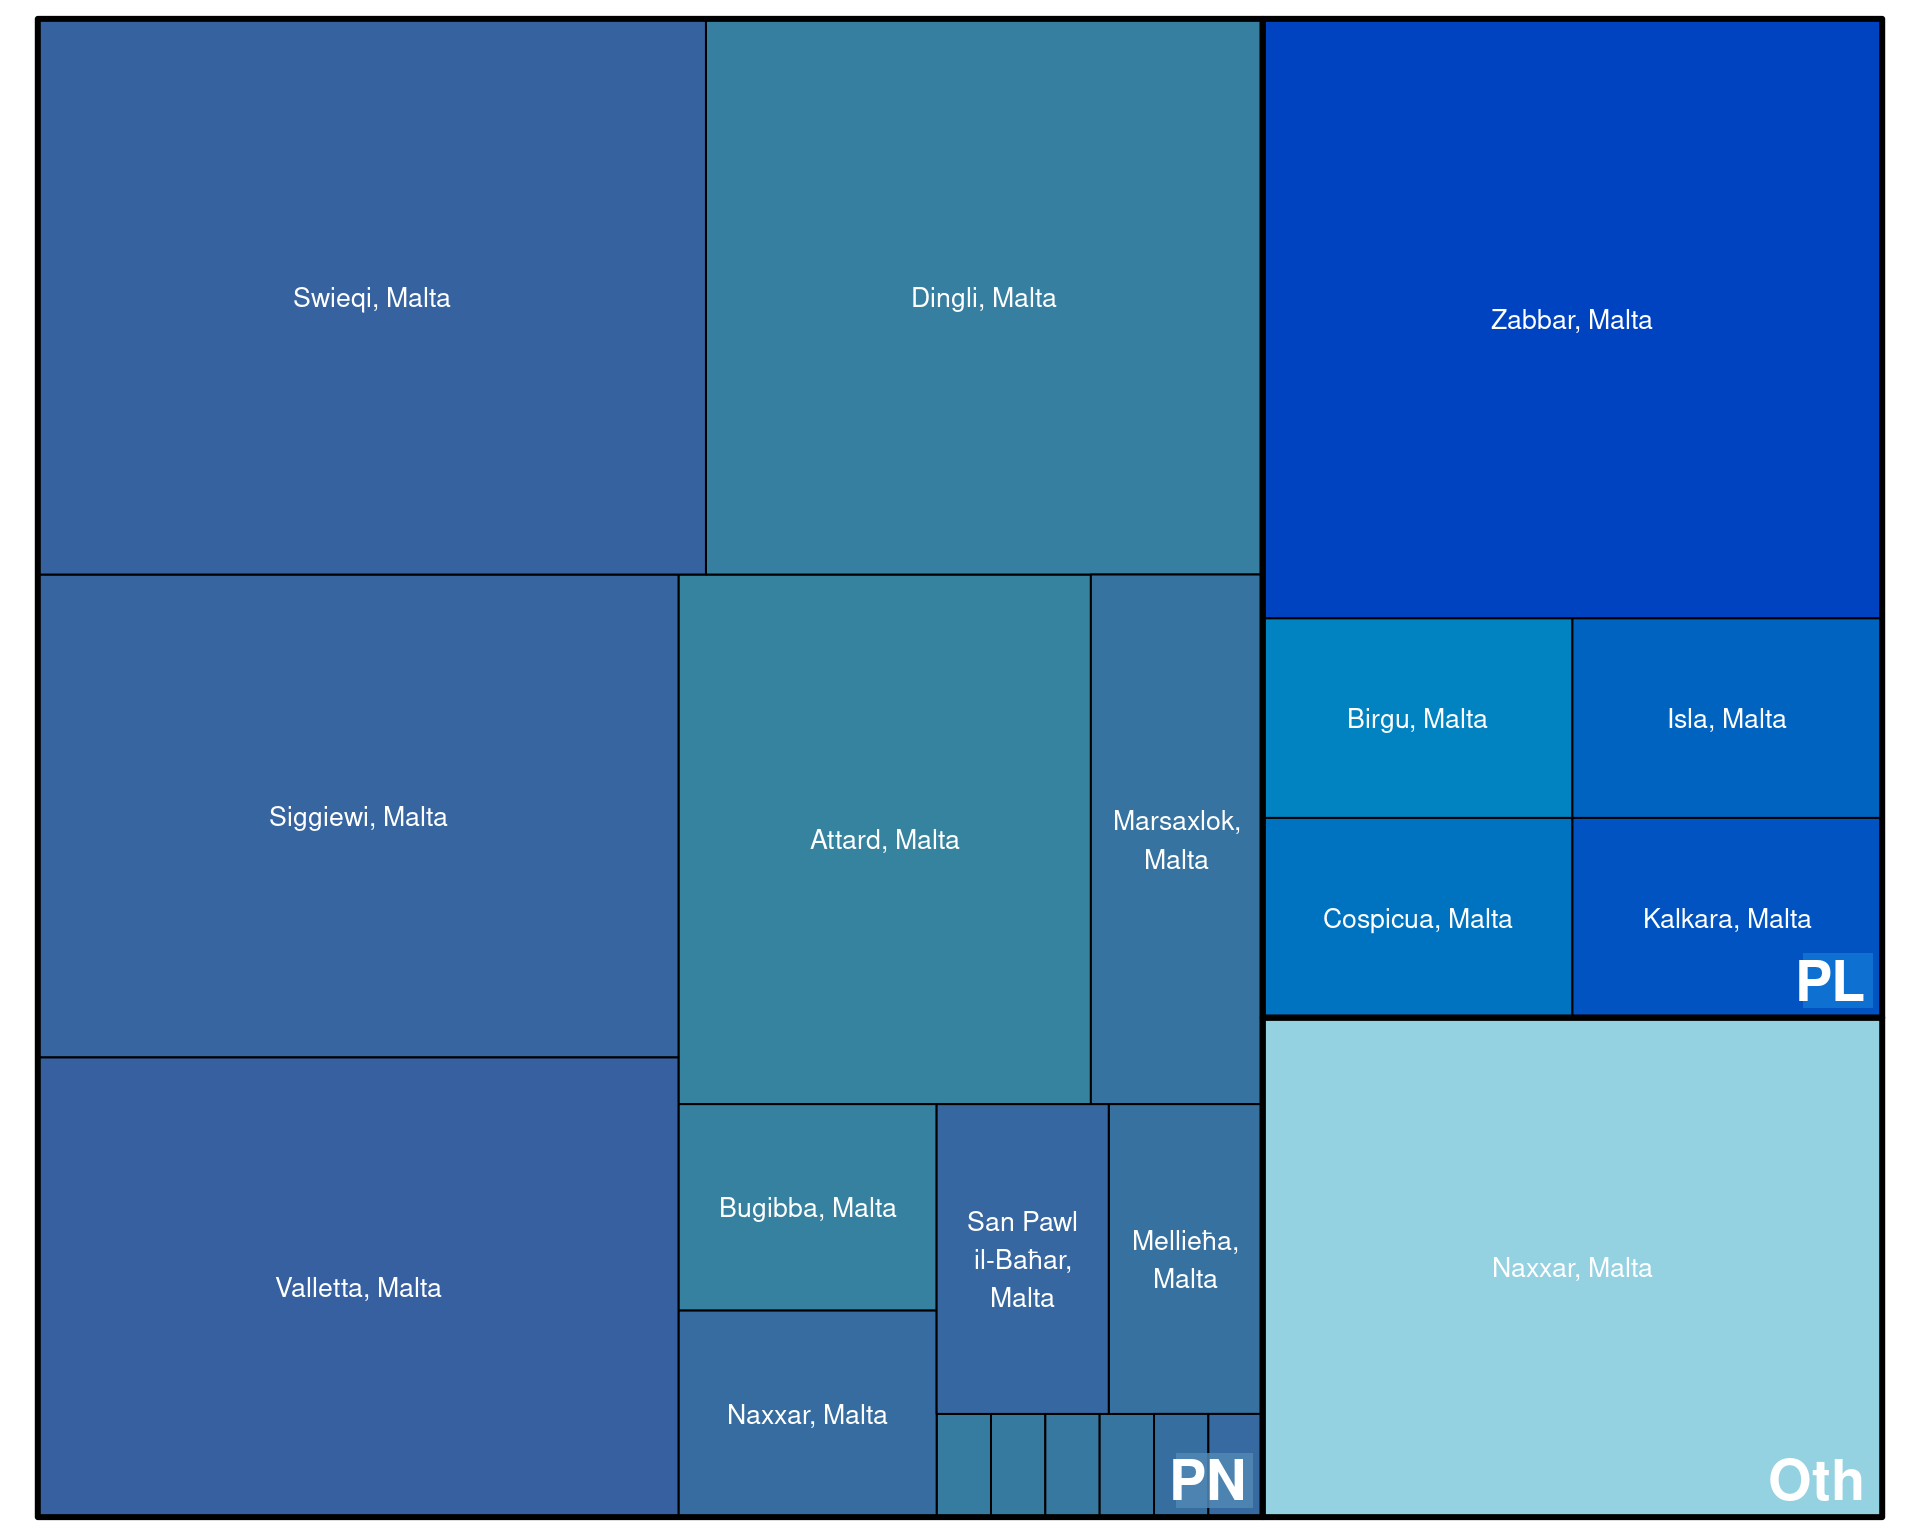 Swieqi, Malta
Dingli, Malta
Zabbar, Malta
Siggiewi, Malta
Attard, Malta
Marsaxlok,
Malta
Birgu, Malta
Isla, Malta
Cospicua, Malta
Kalkara, Malta
PL
Valletta, Malta
Bugibba, Malta
San Pawl
il-Baħar,
Malta
Mellieħa,
Malta
Naxxar, Malta
Naxxar, Malta
PN
Oth